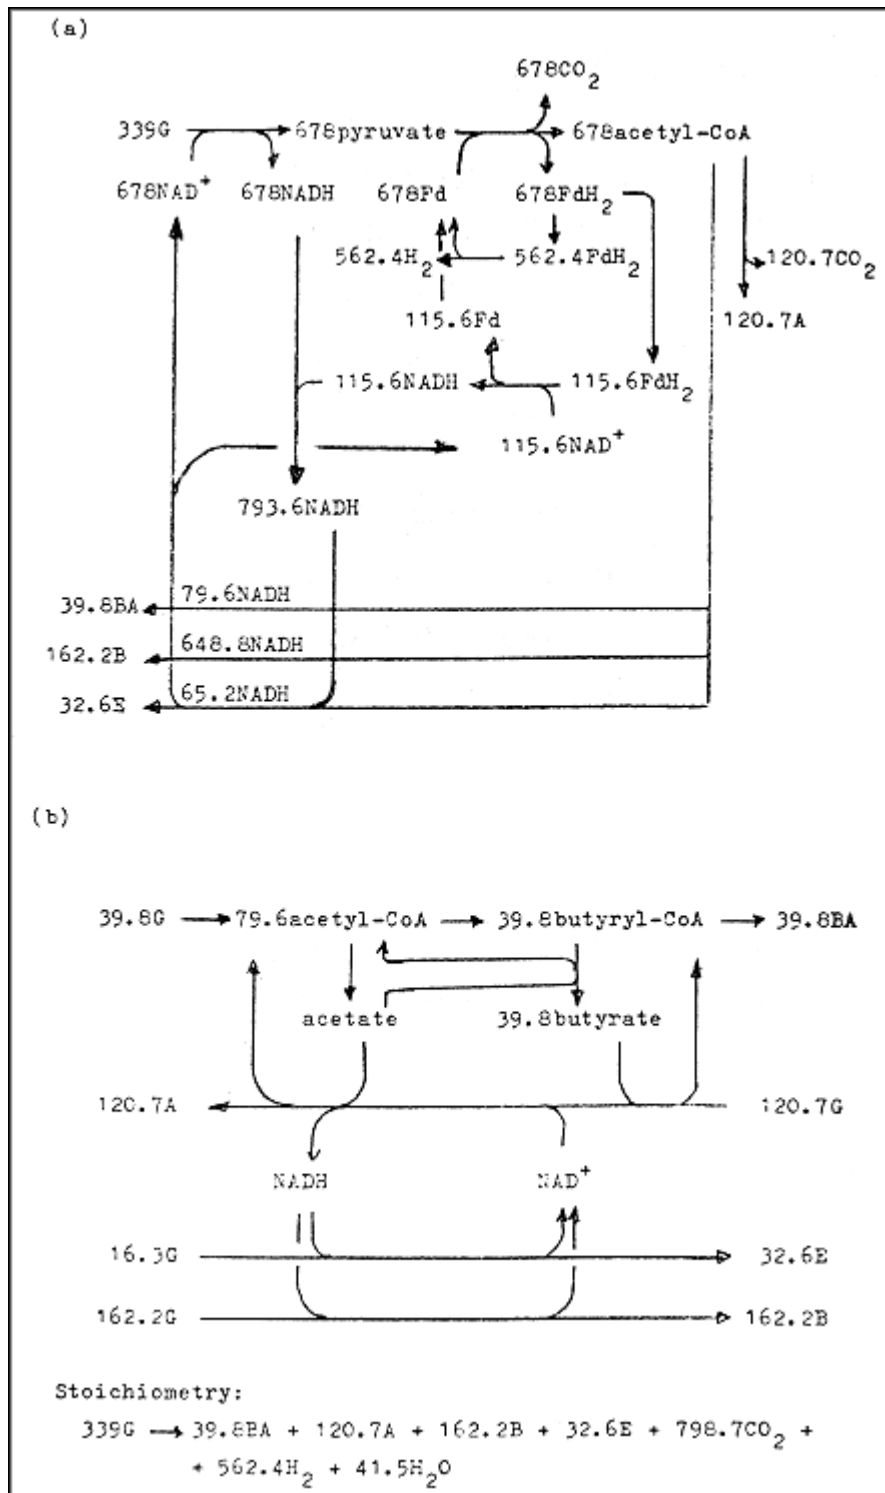 (a)
678CO2
339G 678pyruvate 678acetyl-CoA
678NAD+ 678NADH 678Fd 678FdH2
562.4H2 562.4FdH2 120.7CO2
115.6Fd 120.7A
115.6NADH 115.6FdH2
115.6NAD+
793.6NADH
79.6NADH
39.8BA
648.8NADH
162.2B
65.2NADH
32.6E
(b)
39.8G → 79.6acetyl-CoA → 39.8butyryl-CoA → 39.8BA
acetate 39.8butyrate
120.7A 120.7G
NADH NAD+
16.3G 32.6E
162.2G 162.2B
Stoichiometry:
339G → 39.8BA + 120.7A + 162.2B + 32.6E + 798.7CO2 +
+ 562.4H2 + 41.5H2O